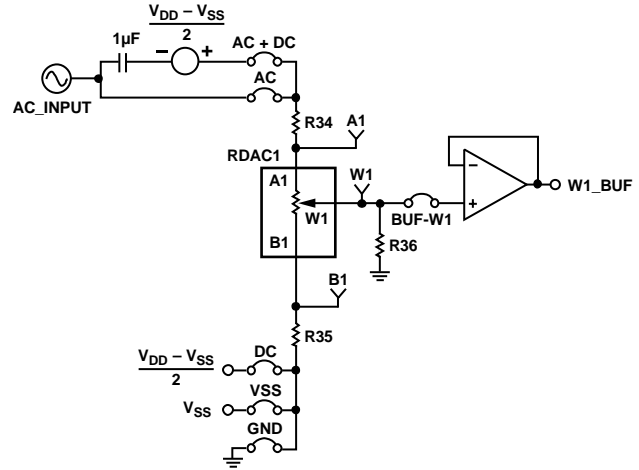 V_DD – V_SS
2
1µF
– +
AC + DC
AC
AC_INPUT
R34
A1
RDAC1
A1
W1
B1
W1
BUF-W1
R36
–
+
W1_BUF
B1
R35
V_DD – V_SS
2
DC
V_SS
VSS
GND